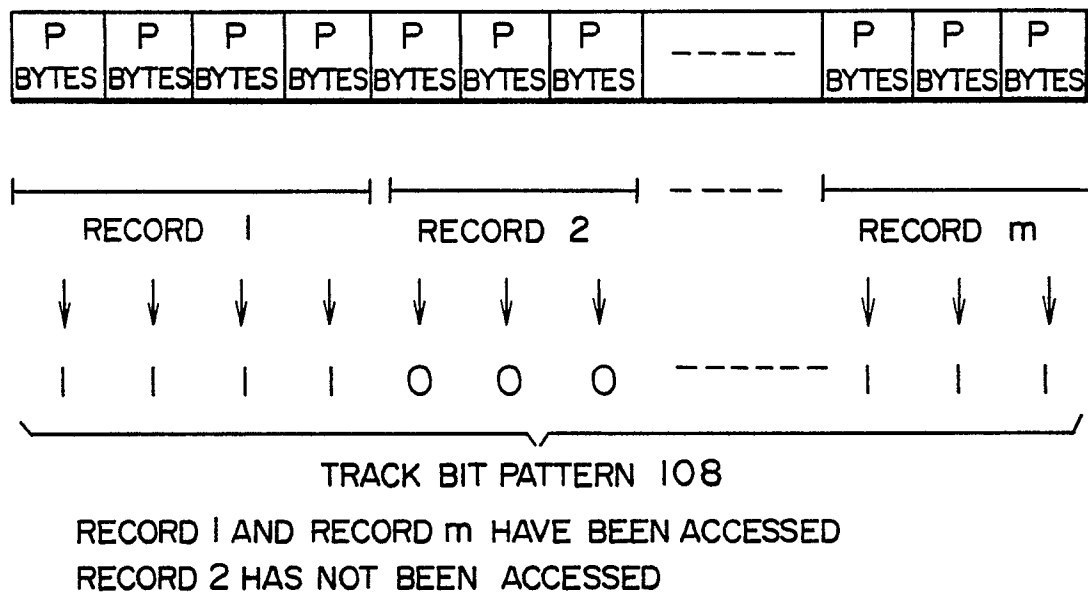 P P P P P P P ----- P P P
BYTES BYTES BYTES BYTES BYTES BYTES BYTES BYTES BYTES BYTES
RECORD 1 RECORD 2 ----- RECORD m
1 1 1 1 0 0 0 ------ 1 1 1
TRACK BIT PATTERN 108
RECORD 1 AND RECORD m HAVE BEEN ACCESSED
RECORD 2 HAS NOT BEEN ACCESSED